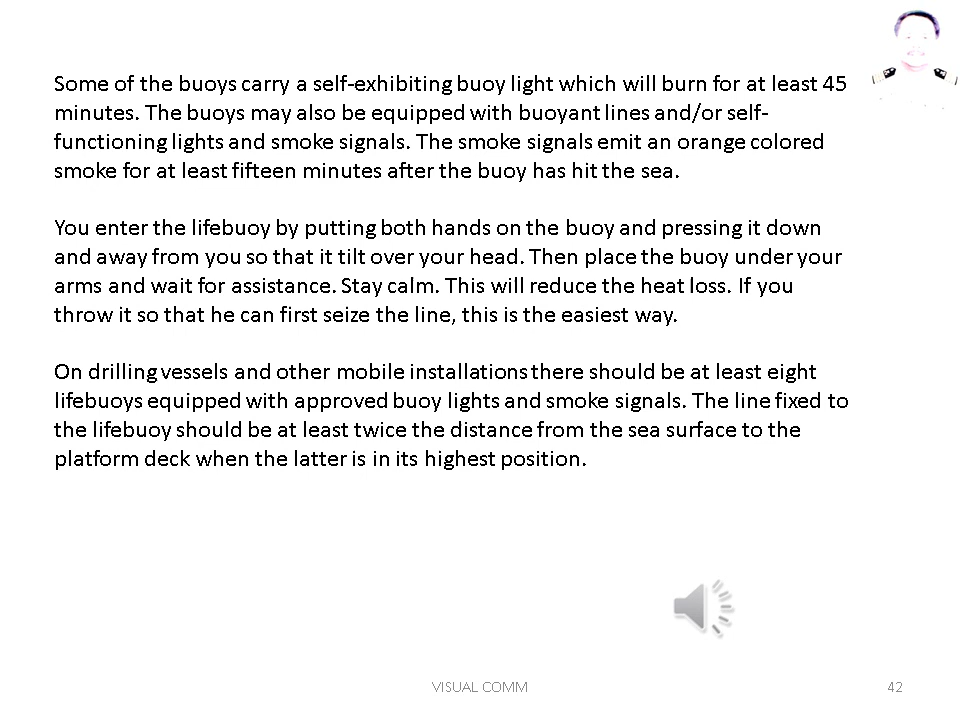 Some of the buoys carry a self-exhibiting buoy light which will burn for at least 45
minutes. The buoys may also be equipped with buoyant lines and/or self-
functioning lights and smoke signals. The smoke signals emit an orange colored
smoke for at least fifteen minutes after the buoy has hit the sea.
You enter the lifebuoy by putting both hands on the buoy and pressing it down
and away from you so that it tilt over your head. Then place the buoy under your
arms and wait for assistance. Stay calm. This will reduce the heat loss. If you
throw it so that he can first seize the line, this is the easiest way.
On drilling vessels and other mobile installations there should be at least eight
lifebuoys equipped with approved buoy lights and smoke signals. The line fixed to
the lifebuoy should be at least twice the distance from the sea surface to the
platform deck when the latter is in its highest position.
VISUAL COMM
42